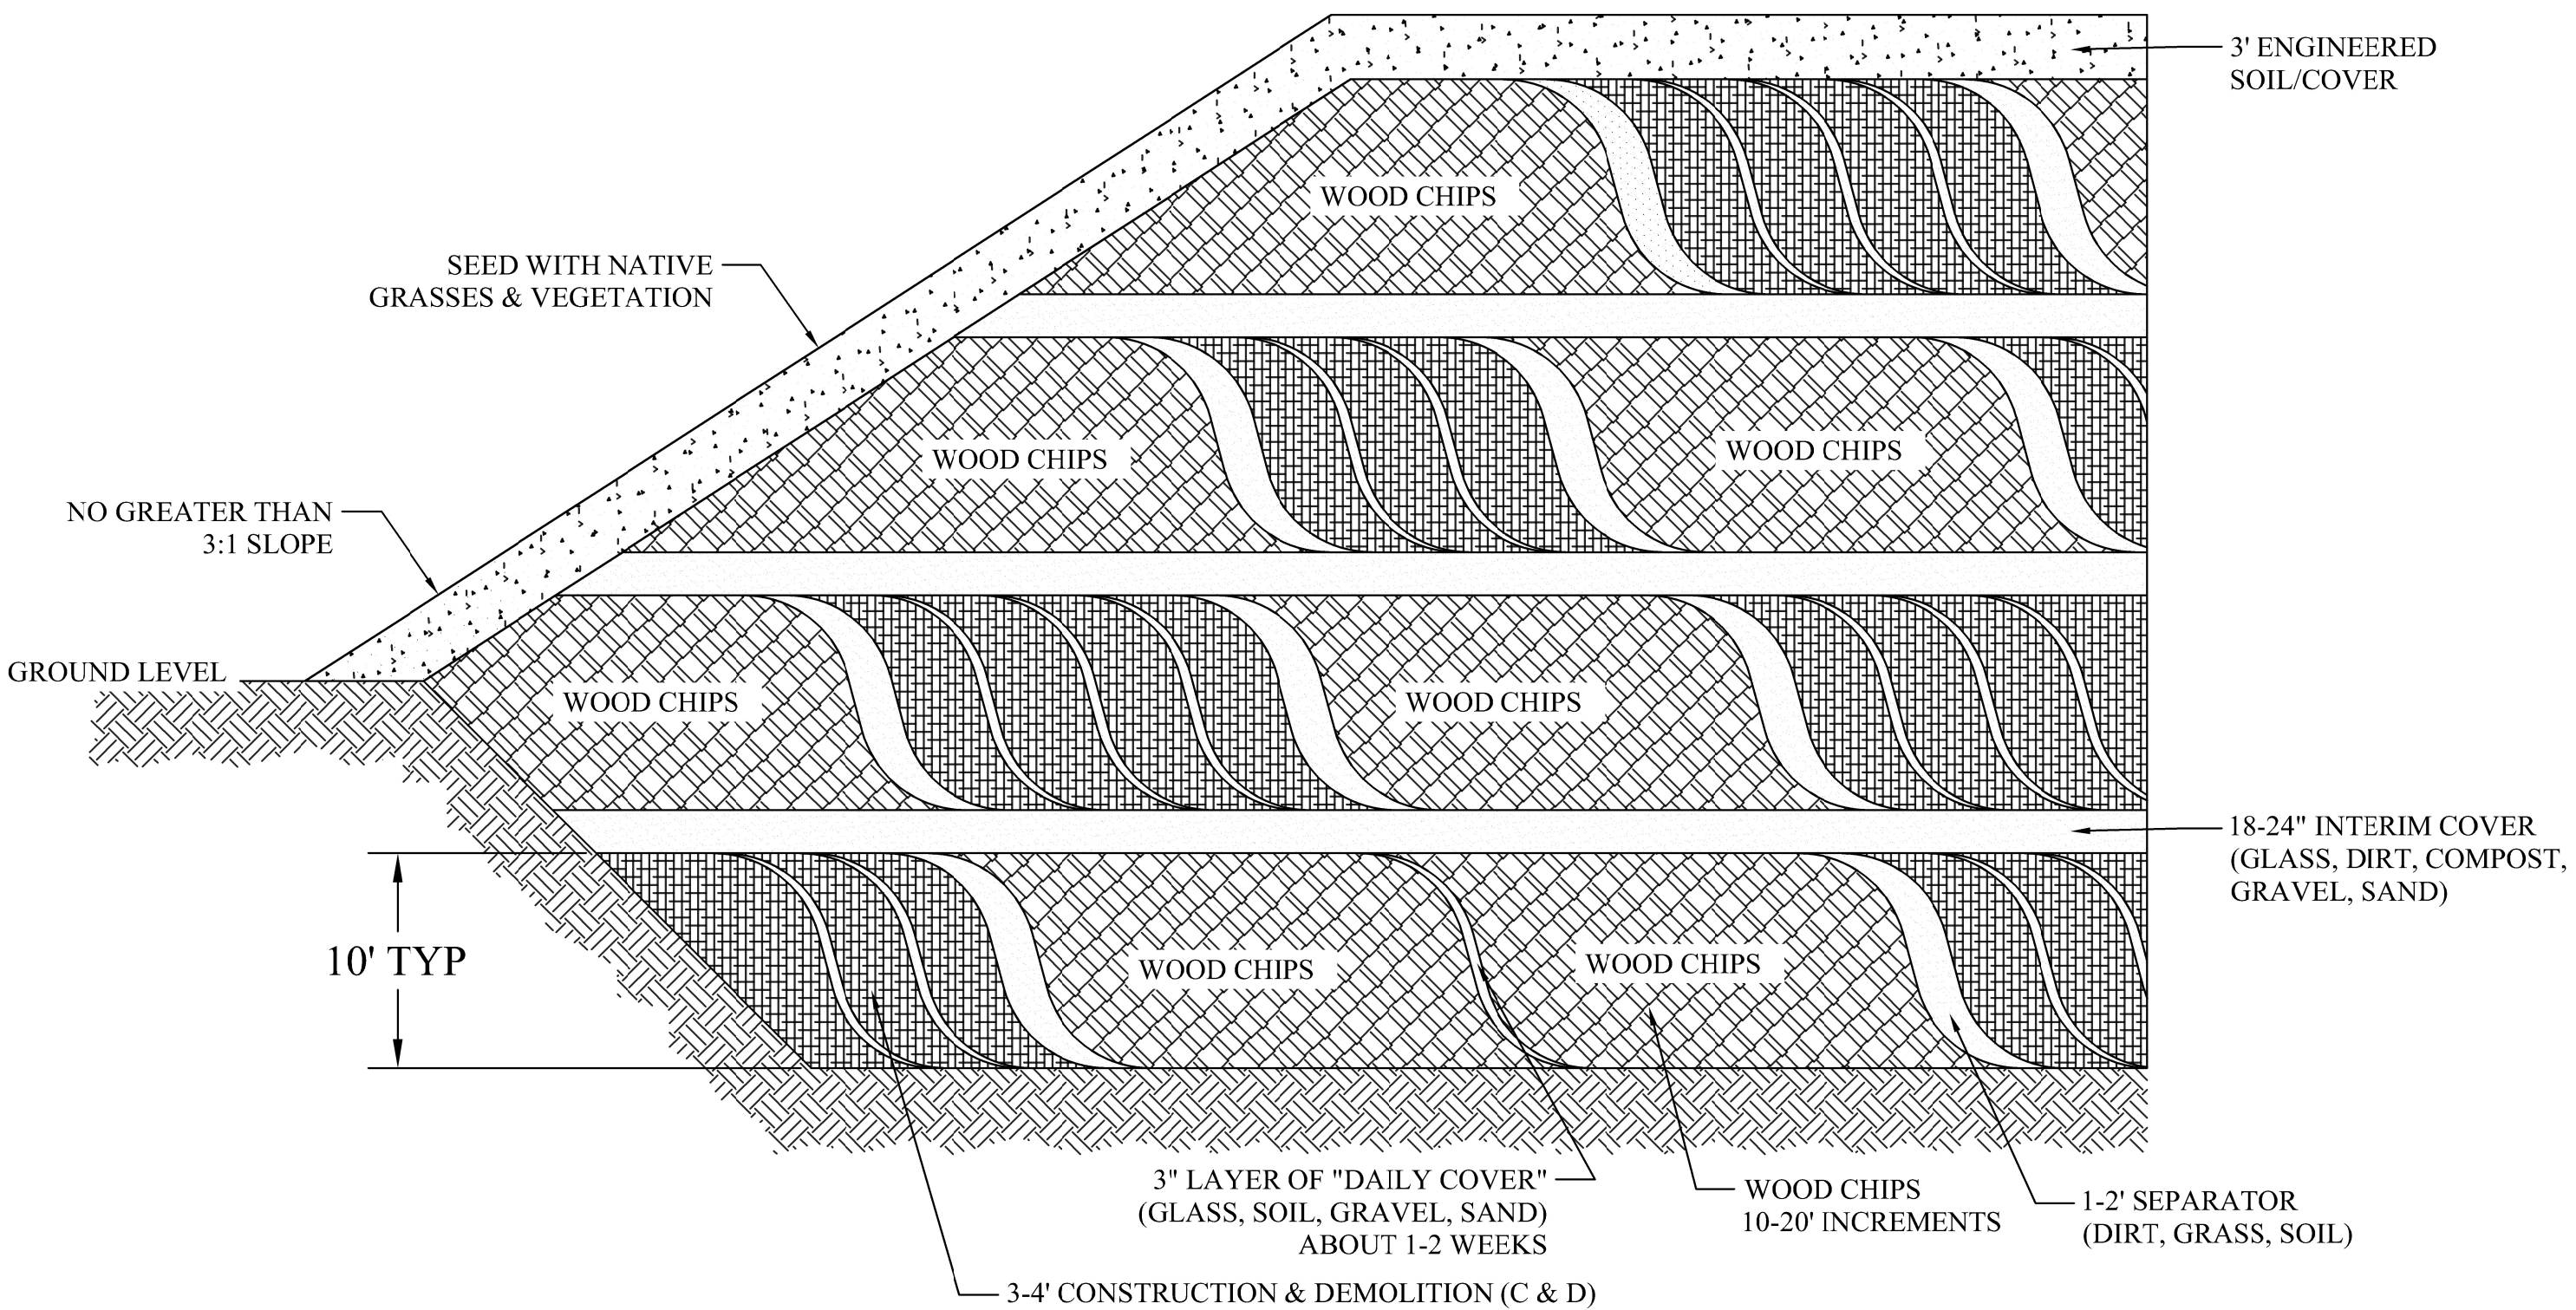 3' ENGINEERED
SOIL/COVER
WOOD CHIPS
SEED WITH NATIVE
GRASSES & VEGETATION
WOOD CHIPS
WOOD CHIPS
NO GREATER THAN
3:1 SLOPE
GROUND LEVEL
WOOD CHIPS
WOOD CHIPS
18-24" INTERIM COVER
(GLASS, DIRT, COMPOST,
GRAVEL, SAND)
10' TYP
WOOD CHIPS
WOOD CHIPS
3" LAYER OF "DAILY COVER"
(GLASS, SOIL, GRAVEL, SAND)
ABOUT 1-2 WEEKS
WOOD CHIPS
10-20' INCREMENTS
1-2' SEPARATOR
(DIRT, GRASS, SOIL)
3-4' CONSTRUCTION & DEMOLITION (C & D)